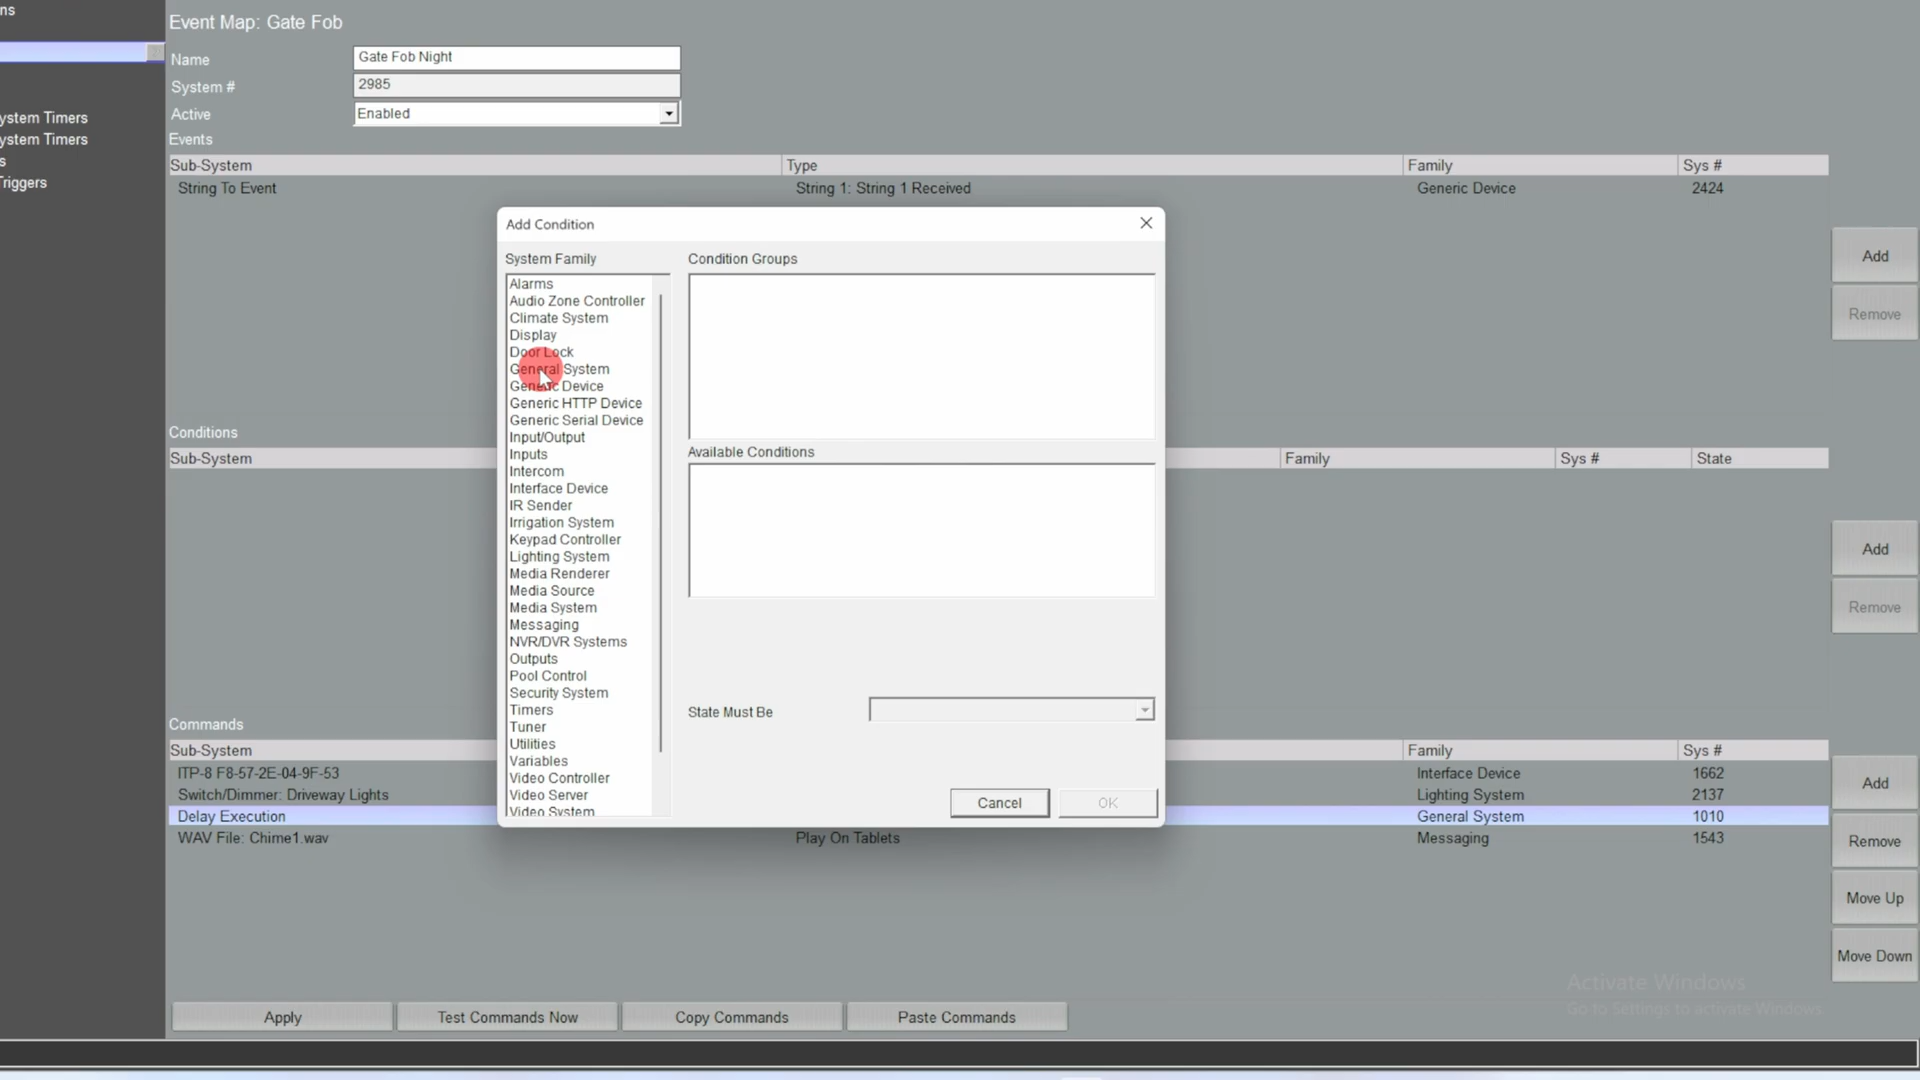 ns
Event Map: Gate Fob
Name
Gate Fob Night
System #
2985
Active
Enabled
ystem Timers
ystem Timers
s
Triggers
Events
Sub-System Type Family Sys #
String To Event String 1: String 1 Received Generic Device 2424
Add
Remove
Add Condition
System Family
Alarms
Audio Zone Controller
Climate System
Display
Door Lock
General System
Generic Device
Generic HTTP Device
Generic Serial Device
Input/Output
Inputs
Intercom
Interface Device
IR Sender
Irrigation System
Keypad Controller
Lighting System
Media Renderer
Media Source
Media System
Messaging
NVR/DVR Systems
Outputs
Pool Control
Security System
Timers
Tuner
Utilities
Variables
Video Controller
Video Server
Video System
Condition Groups
Available Conditions
State Must Be
Cancel
OK
Conditions
Sub-System Family Sys # State
Add
Remove
Commands
Sub-System Family Sys #
ITP-8 F8-57-2E-04-9F-53 Interface Device 1662
Switch/Dimmer: Driveway Lights Lighting System 2137
Delay Execution General System 1010
WAV File: Chime1.wav Play On Tablets Messaging 1543
Add
Remove
Move Up
Move Down
Activate Windows
Go to Settings to activate Windows.
Apply
Test Commands Now
Copy Commands
Paste Commands